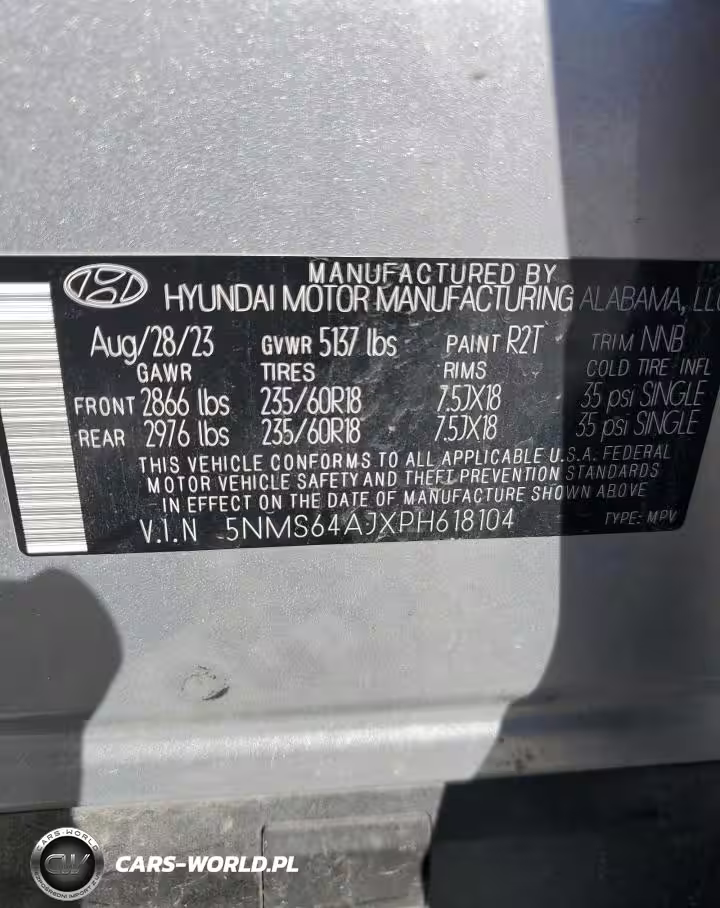 MANUFACTURED BY
HYUNDAI MOTOR MANUFACTURING ALABAMA, LLC
Aug/28/23 GVWR 5137 lbs PAINT R2T TRIM NNB
GAWR TIRES RIMS COLD TIRE INFL
FRONT 2866 lbs 235/60R18 7.5JX18 35 psi SINGLE
REAR 2976 lbs 235/60R18 7.5JX18 35 psi SINGLE
THIS VEHICLE CONFORMS TO ALL APPLICABLE U.S.A. FEDERAL
MOTOR VEHICLE SAFETY AND THEFT PREVENTION STANDARDS
IN EFFECT ON THE DATE OF MANUFACTURE SHOWN ABOVE
V.I.N 5NMS64AJXPH618104 TYPE: MPV
CARS-WORLD
CW
CARS-WORLD.PL